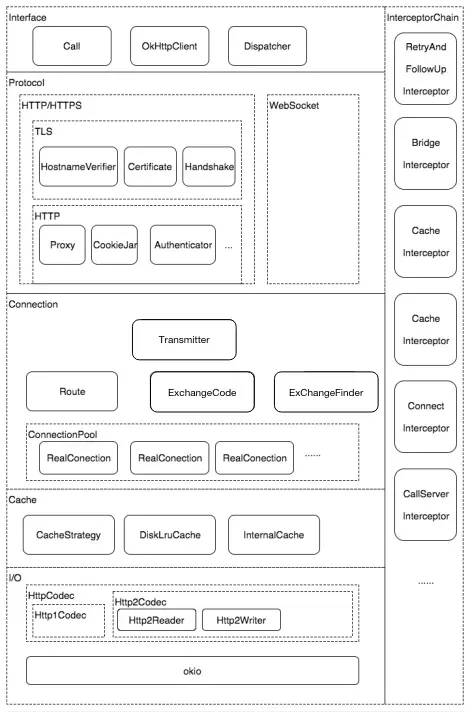 Interface
Call
OkHttpClient
Dispatcher
Protocol
HTTP/HTTPS
TLS
HostnameVerifier
Certificate
Handshake
HTTP
Proxy
CookieJar
Authenticator
...
WebSocket
Connection
Transmitter
Route
ExchangeCode
ExChangeFinder
ConnectionPool
RealConection
RealConection
RealConection
......
Cache
CacheStrategy
DiskLruCache
InternalCache
I/O
HttpCodec
Http1Codec
Http2Codec
Http2Reader
Http2Writer
okio
InterceptorChain
RetryAnd
FollowUp
Interceptor
Bridge
Interceptor
Cache
Interceptor
Cache
Interceptor
Connect
Interceptor
CallServer
Interceptor
......